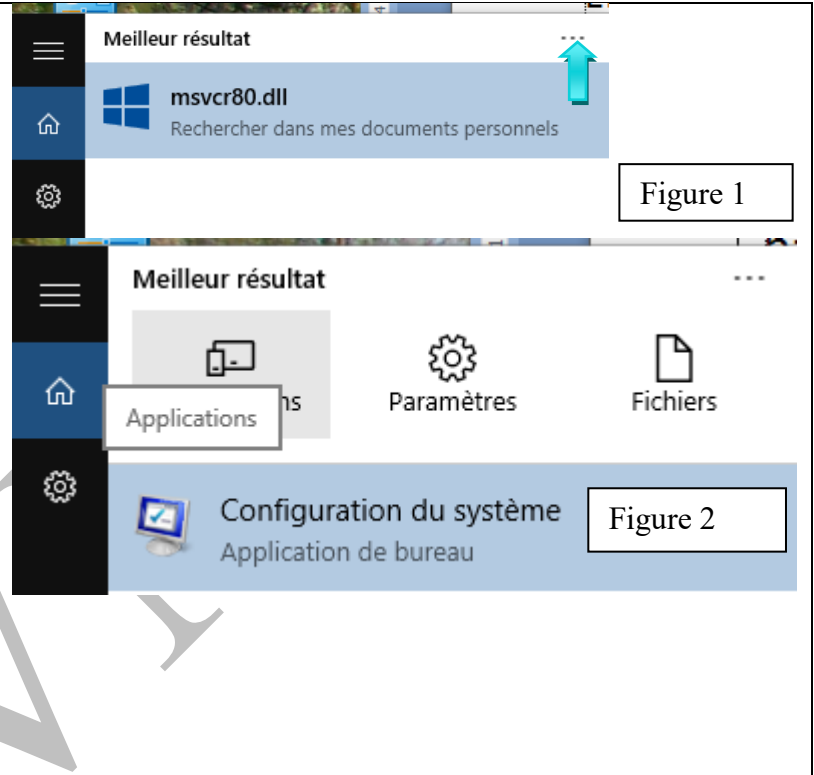 Meilleur résultat
...
msvcr80.dll
Rechercher dans mes documents personnels
Figure 1
Meilleur résultat
...
Paramètres
Fichiers
Applications
Configuration du système
Application de bureau
Figure 2